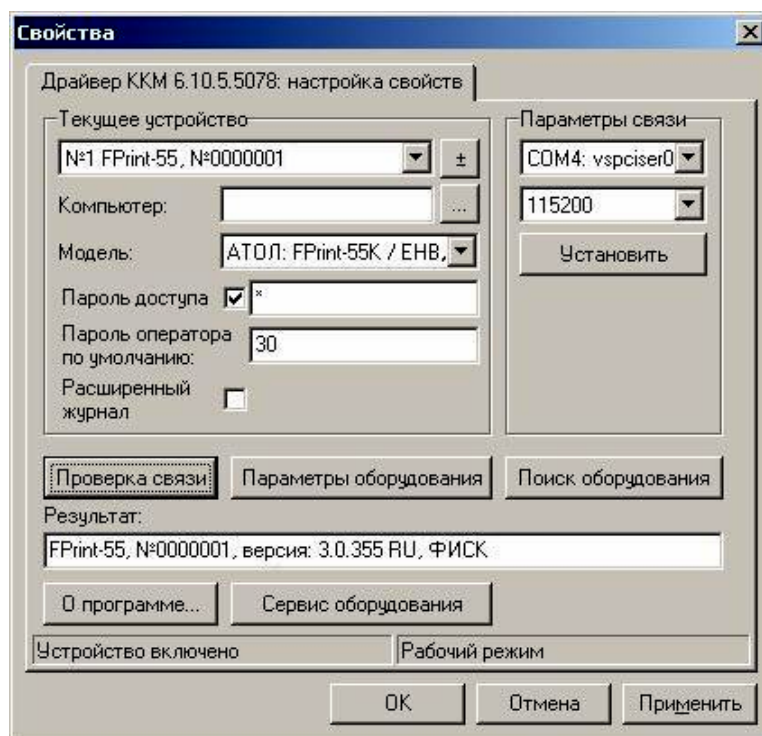 Свойства
Драйвер ККМ 6.10.5.5078: настройка свойств
Текущее устройство
Параметры связи
№1 FPrint-55, №0000001
±
COM4: vspciser0
Компьютер:
...
115200
Модель:
АТОЛ: FPrint-55K / ЕНВ,
Установить
Пароль доступа
*
Пароль оператора
по умолчанию:
30
Расширенный
журнал
Проверка связи
Параметры оборудования
Поиск оборудования
Результат:
FPrint-55, №0000001, версия: 3.0.355 RU, ФИСК
О программе...
Сервис оборудования
Устройство включено
Рабочий режим
OK
Отмена
Применить